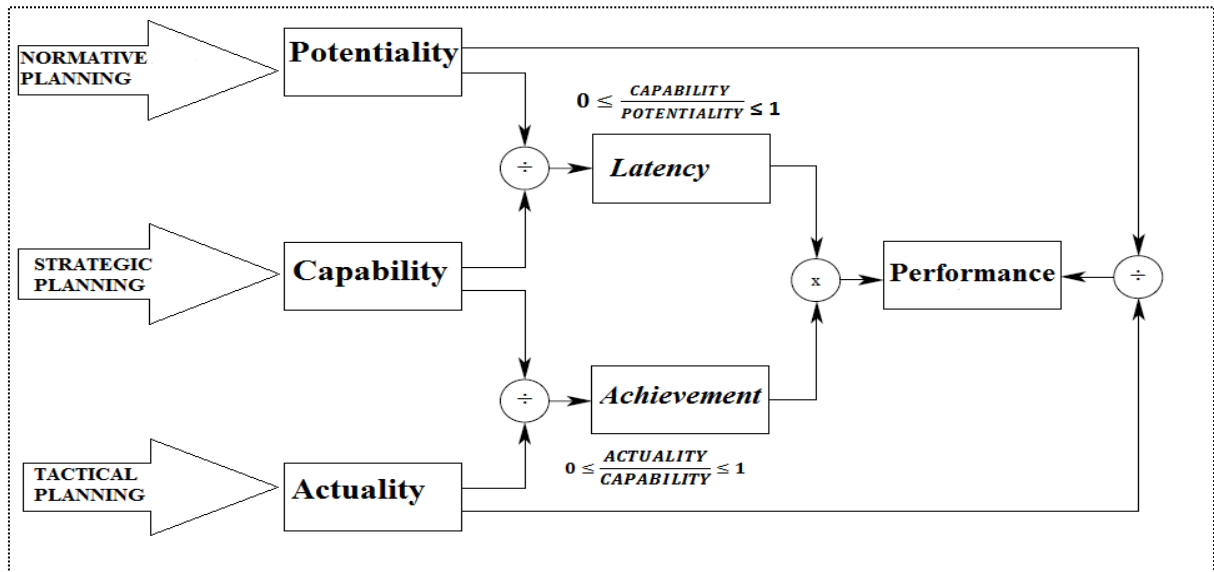 NORMATIVE
PLANNING
Potentiality
0 ≤ CAPABILITY / POTENTIALITY ≤ 1
÷
Latency
STRATEGIC
PLANNING
Capability
x
Performance
÷
÷
Achievement
0 ≤ ACTUALITY / CAPABILITY ≤ 1
TACTICAL
PLANNING
Actuality